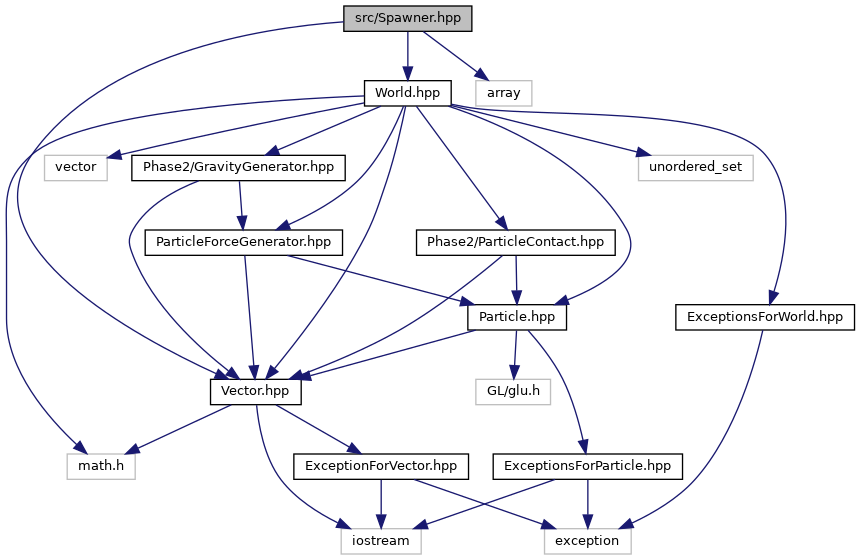 src/Spawner.hpp
World.hpp
array
vector
Phase2/GravityGenerator.hpp
unordered_set
ParticleForceGenerator.hpp
Phase2/ParticleContact.hpp
Particle.hpp
ExceptionsForWorld.hpp
Vector.hpp
GL/glu.h
math.h
ExceptionForVector.hpp
ExceptionsForParticle.hpp
iostream
exception